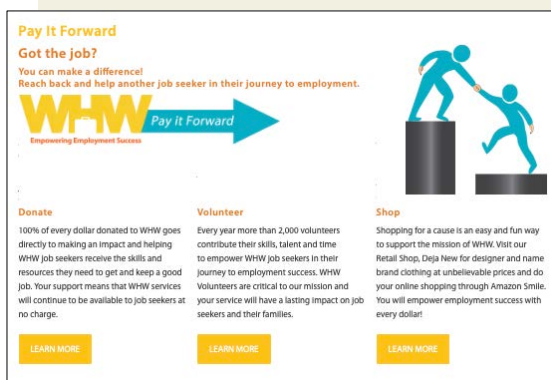 Pay It Forward
Got the job?
You can make a difference!
Reach back and help another job seeker in their journey to employment.
WHW
Pay it Forward
Empowering Employment Success
Donate
100% of every dollar donated to WHW goes
directly to making an impact and helping
WHW job seekers receive the skills and
resources they need to get and keep a good
job. Your support means that WHW services
will continue to be available to job seekers at
no charge.
LEARN MORE
Volunteer
Every year more than 2,000 volunteers
contribute their skills, talent and time
to empower WHW job seekers in their
journey to employment success. WHW
Volunteers are critical to our mission and
your service will have a lasting impact on job
seekers and their families.
LEARN MORE
Shop
Shopping for a cause is an easy and fun way
to support the mission of WHW. Visit our
Retail Shop, Deja New for designer and name
brand clothing at unbelievable prices and do
your online shopping through Amazon Smile.
You will empower employment success with
every dollar!
LEARN MORE